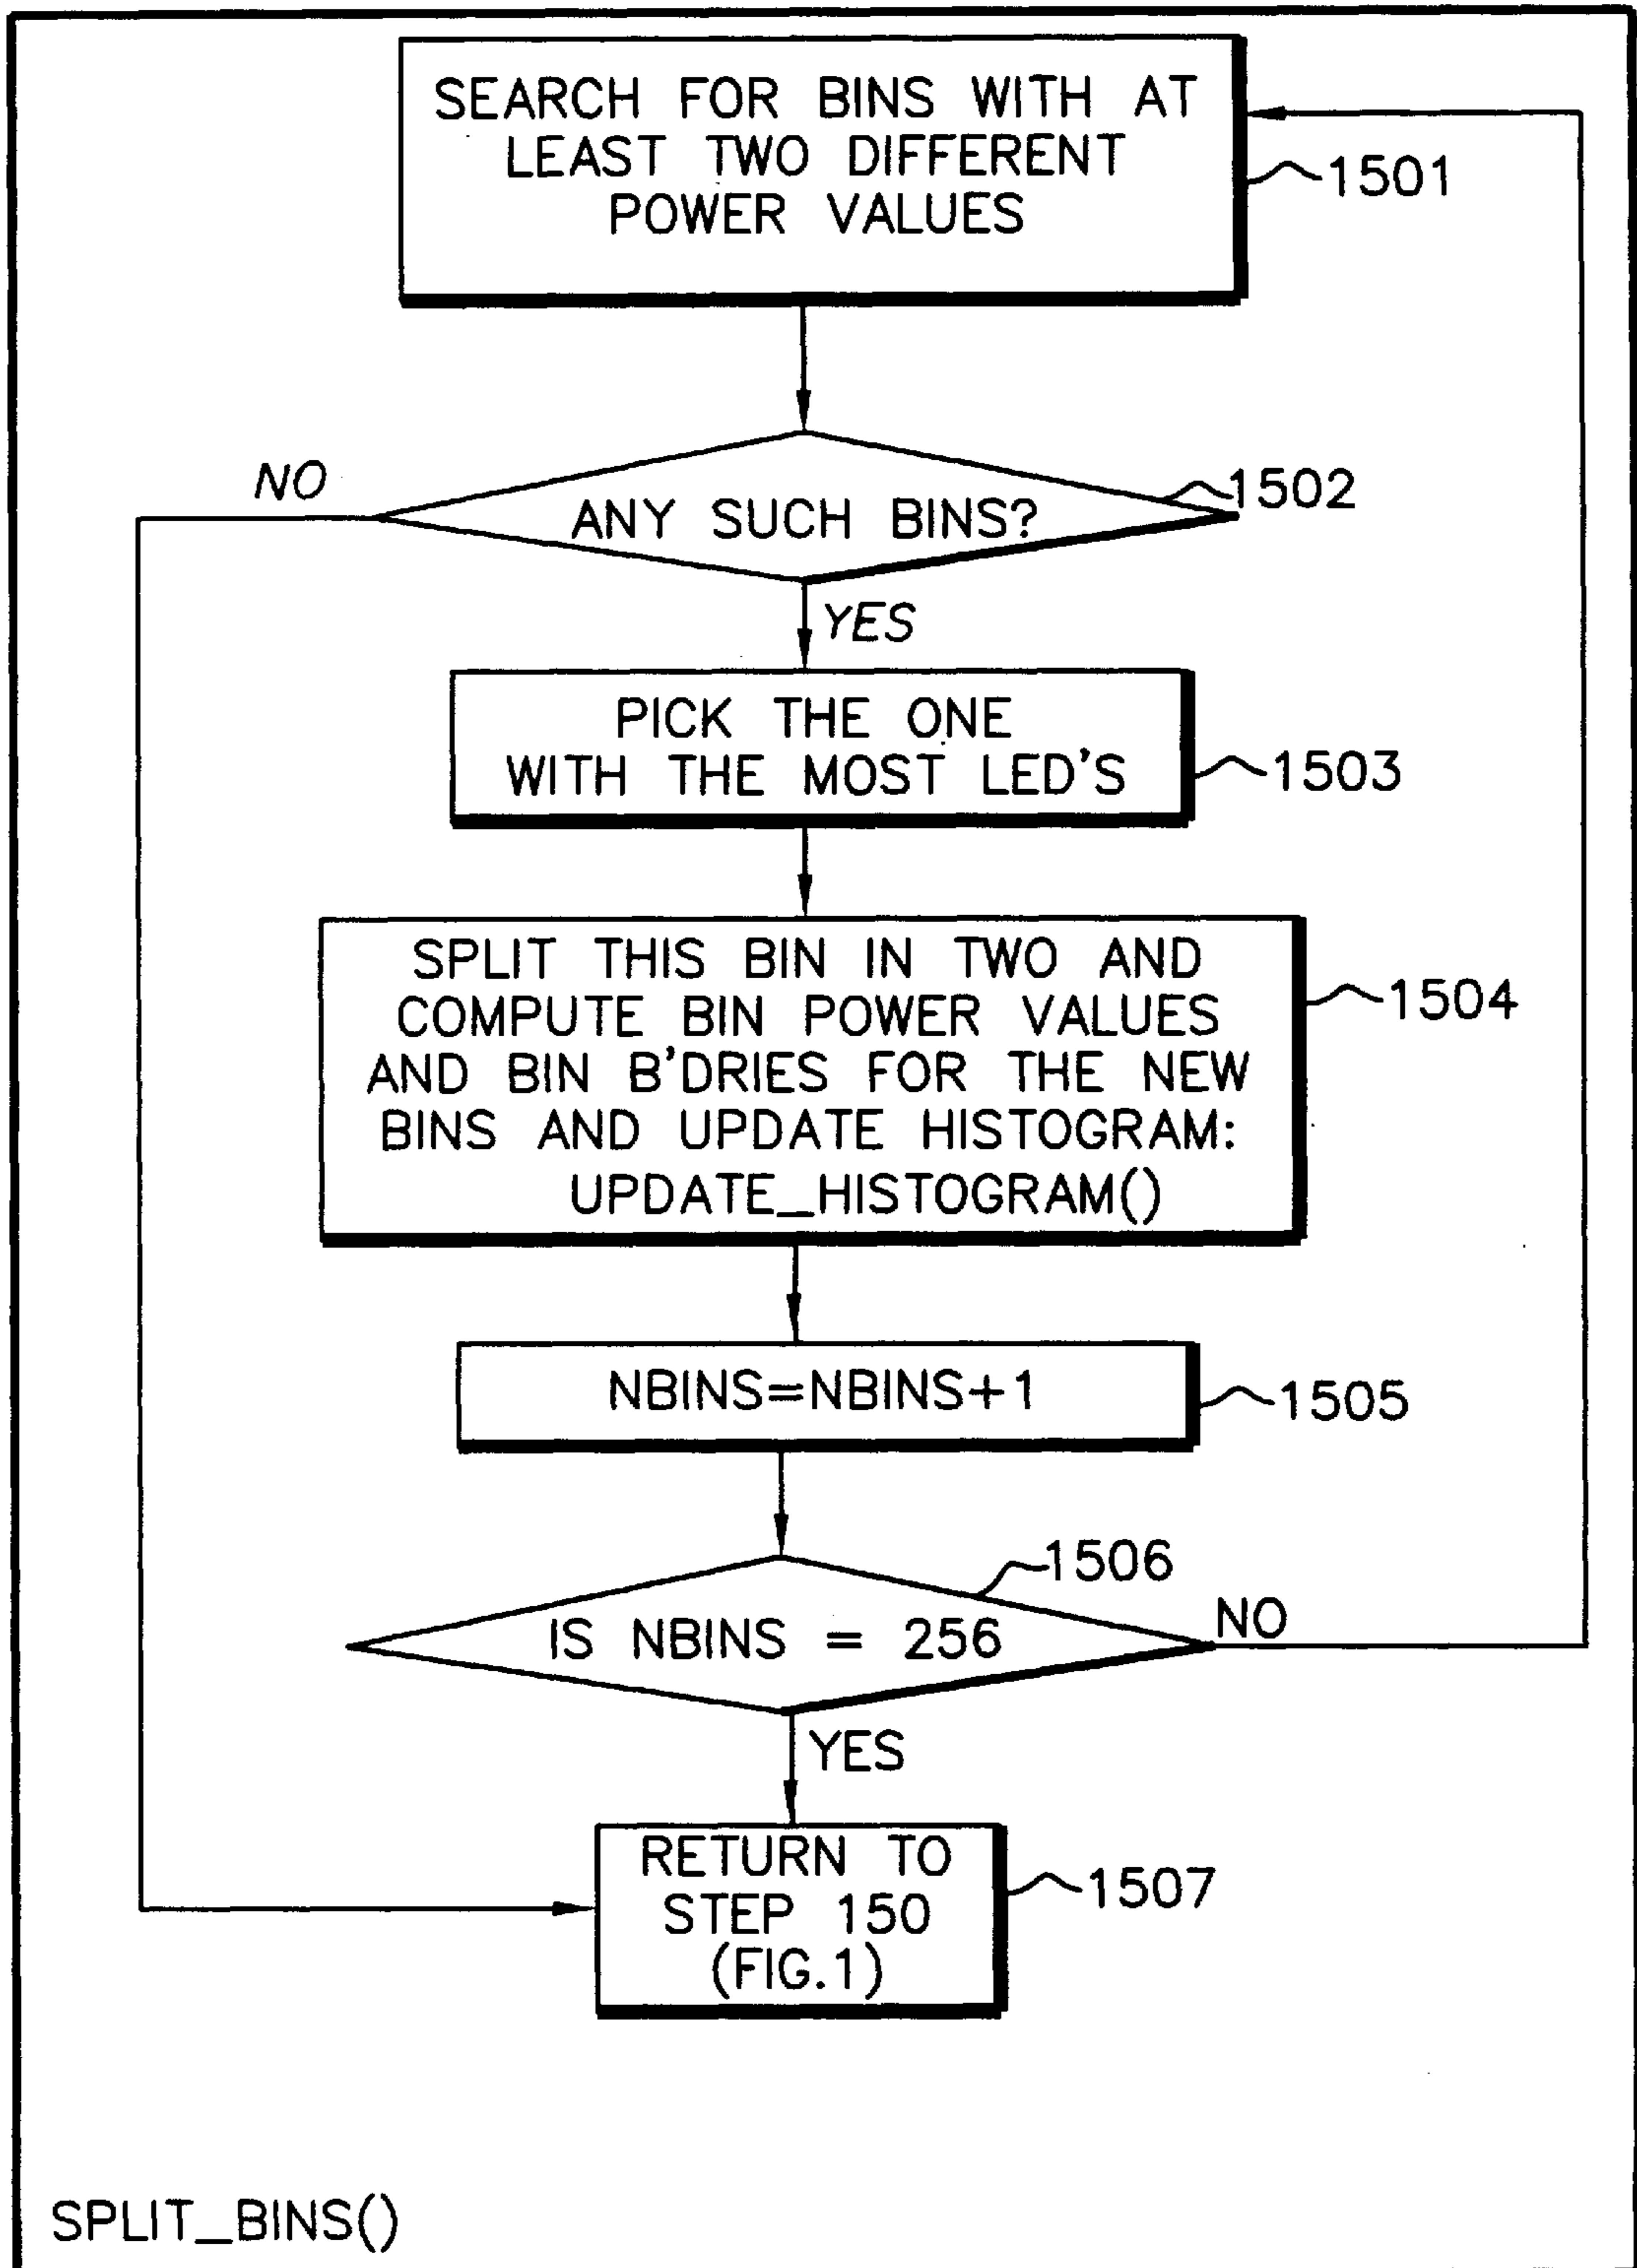 SEARCH FOR BINS WITH AT
LEAST TWO DIFFERENT
POWER VALUES
1501
NO
ANY SUCH BINS?
1502
YES
PICK THE ONE
WITH THE MOST LED'S
1503
SPLIT THIS BIN IN TWO AND
COMPUTE BIN POWER VALUES
AND BIN B'DRIES FOR THE NEW
BINS AND UPDATE HISTOGRAM:
UPDATE_HISTOGRAM()
1504
NBINS=NBINS+1
1505
1506
IS NBINS = 256
NO
YES
RETURN TO
STEP 150
(FIG.1)
1507
SPLIT_BINS()